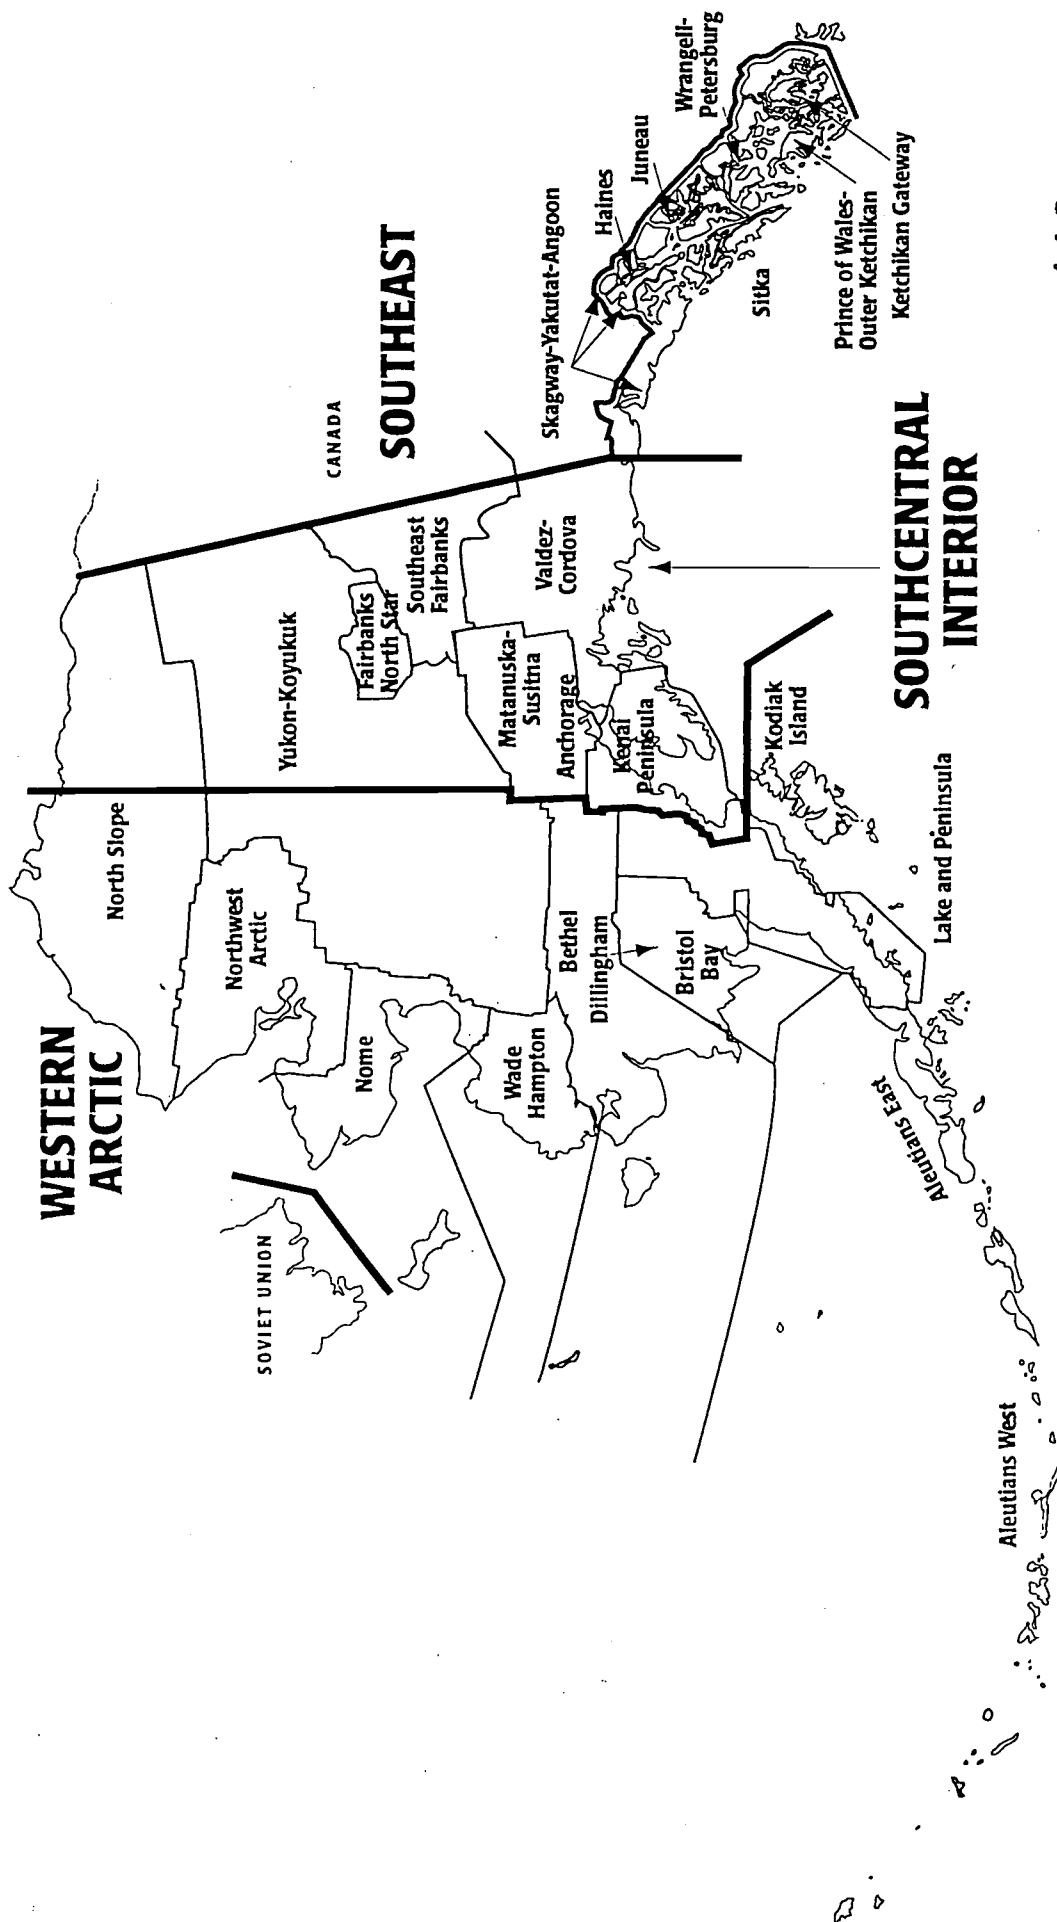 WESTERN
ARCTIC
SOVIET UNION
North Slope
Northwest
Arctic
Nome
Wade
Hampton
Bethel
Dillingham
Bristol
Bay
Aleutians East
Aleutians West
Lake and Peninsula
Kodiak
Island
Yukon-Koyukuk
Fairbanks
North Star
Southeast
Fairbanks
Matanuska-
Susitna
Anchorage
Kenai
Peninsula
Valdez-
Cordova
SOUTHCENTRAL
INTERIOR
CANADA
SOUTHEAST
Skagway-Yakutat-Angoon
Haines
Juneau
Wrangell-
Petersburg
Sitka
Prince of Wales-
Outer Ketchikan
Ketchikan Gateway